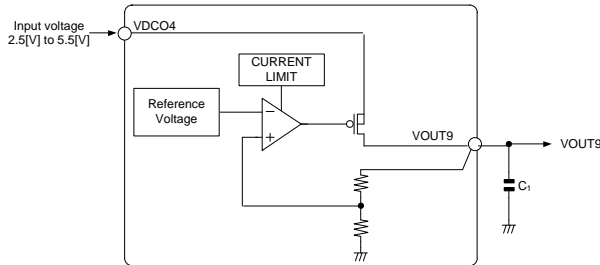 Input voltage
2.5[V] to 5.5[V]
VDCO4
CURRENT
LIMIT
Reference
Voltage
−
+
VOUT9
VOUT9
C1